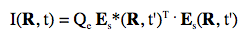 I(R, t) = Q_c E_s*(R, t')^T · E_s(R, t')